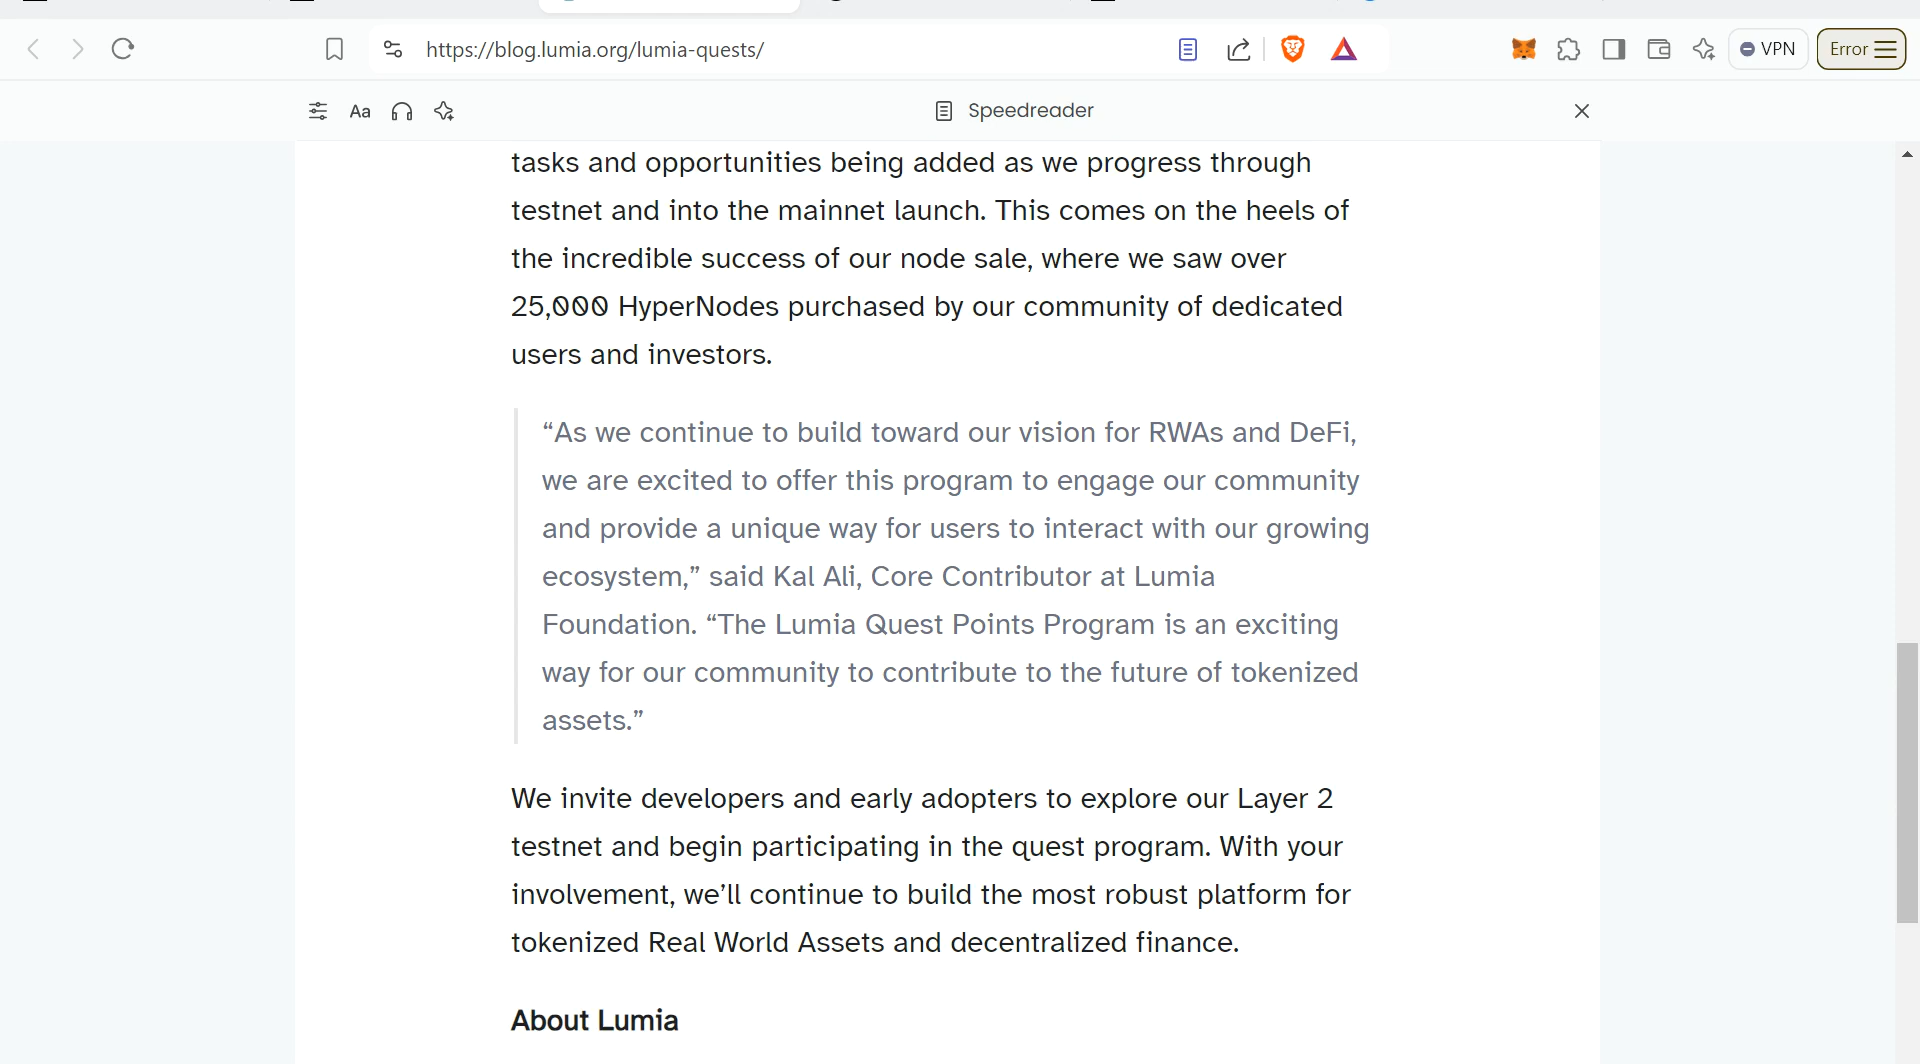 https://blog.lumia.org/lumia-quests/
VPN
Error
Aa
Speedreader
tasks and opportunities being added as we progress through
testnet and into the mainnet launch. This comes on the heels of
the incredible success of our node sale, where we saw over
25,000 HyperNodes purchased by our community of dedicated
users and investors.
“As we continue to build toward our vision for RWAs and DeFi,
we are excited to offer this program to engage our community
and provide a unique way for users to interact with our growing
ecosystem,” said Kal Ali, Core Contributor at Lumia
Foundation. “The Lumia Quest Points Program is an exciting
way for our community to contribute to the future of tokenized
assets.”
We invite developers and early adopters to explore our Layer 2
testnet and begin participating in the quest program. With your
involvement, we’ll continue to build the most robust platform for
tokenized Real World Assets and decentralized finance.
About Lumia